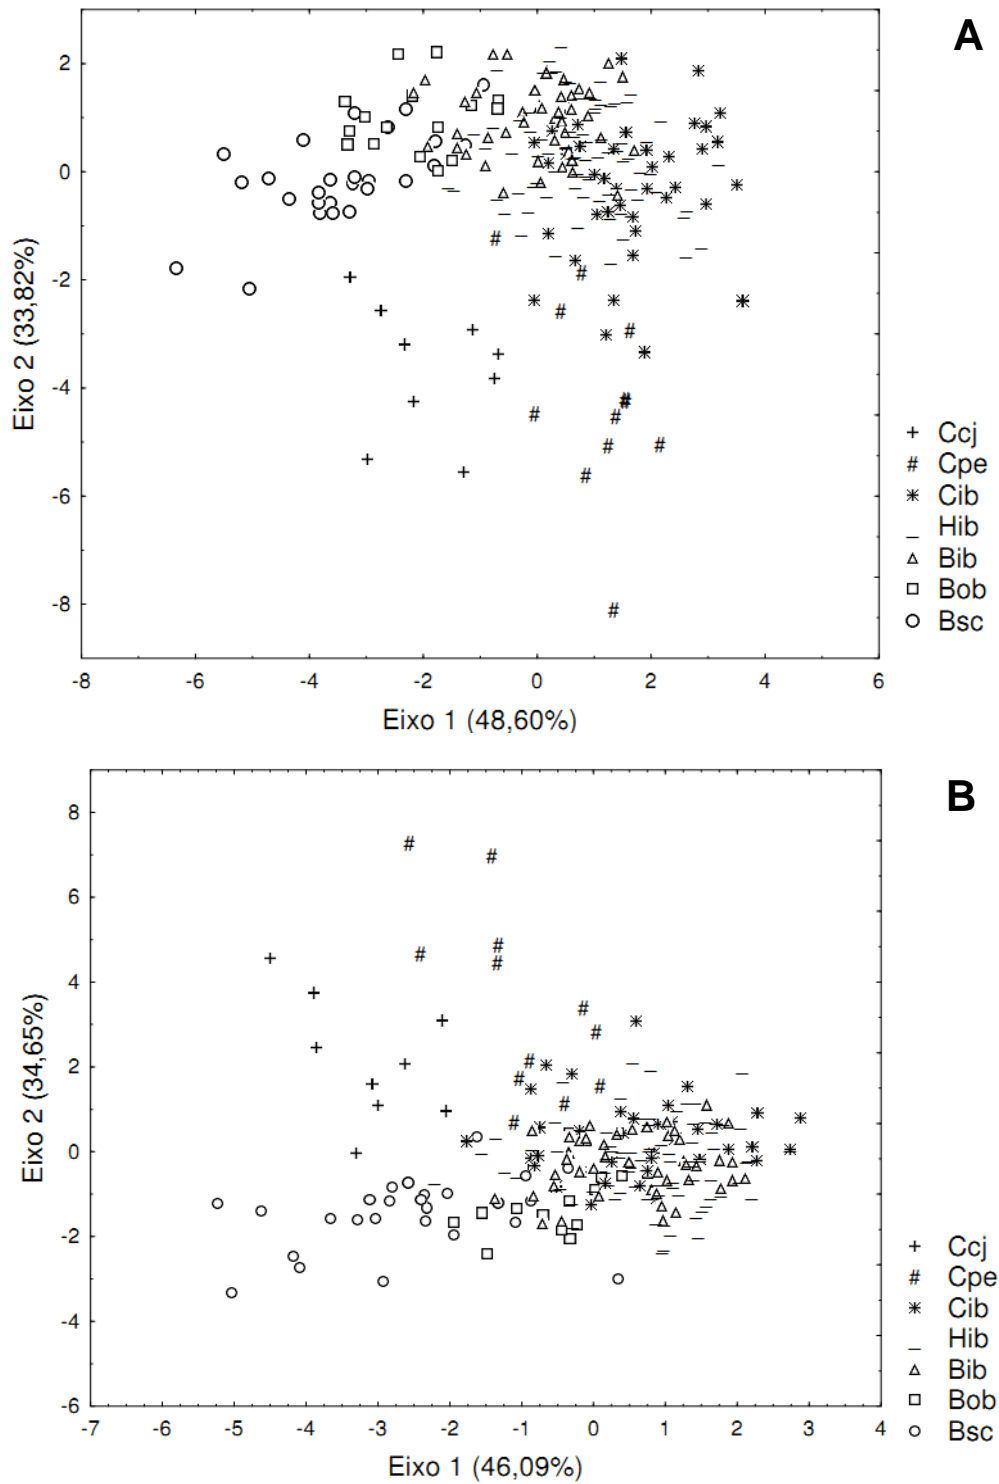 A
2
0
-2
-4
-6
-8
Eixo 2 (33,82%)
-8 -6 -4 -2 0 2 4 6
Eixo 1 (48,60%)
+ Ccj
# Cpe
✳ Cib
_ Hib
△ Bib
□ Bob
○ Bsc
B
8
6
4
2
0
-2
-4
-6
Eixo 2 (34,65%)
-7 -6 -5 -4 -3 -2 -1 0 1 2 3 4
Eixo 1 (46,09%)
+ Ccj
# Cpe
✳ Cib
_ Hib
△ Bib
□ Bob
○ Bsc